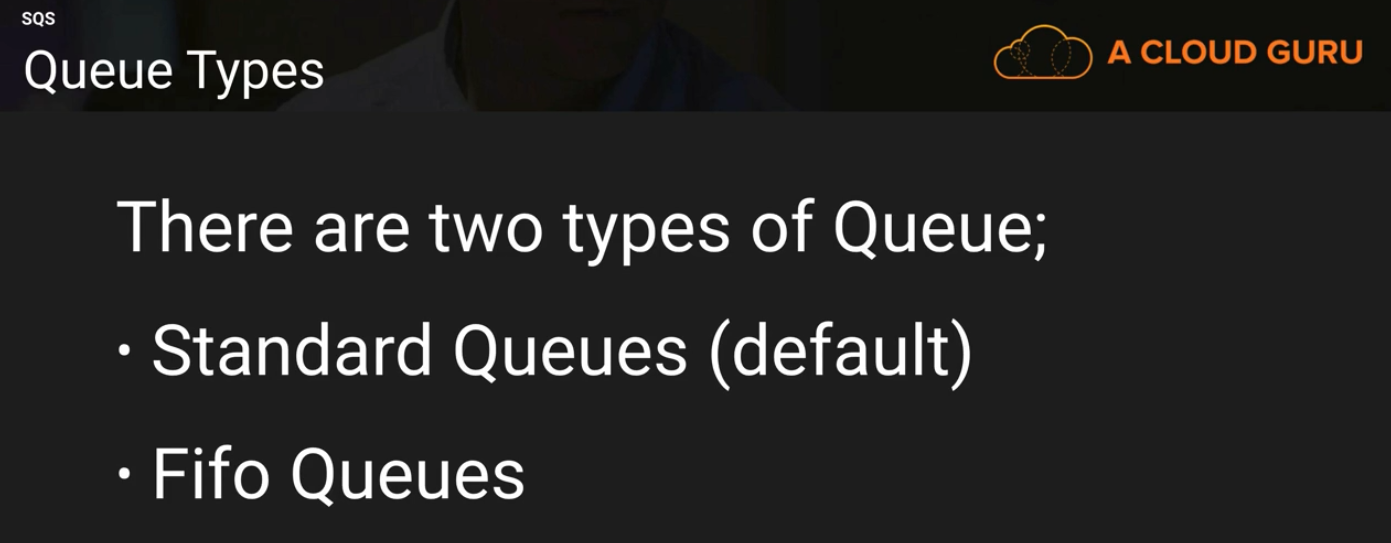 SQS
Queue Types
A CLOUD GURU
There are two types of Queue;
• Standard Queues (default)
• Fifo Queues